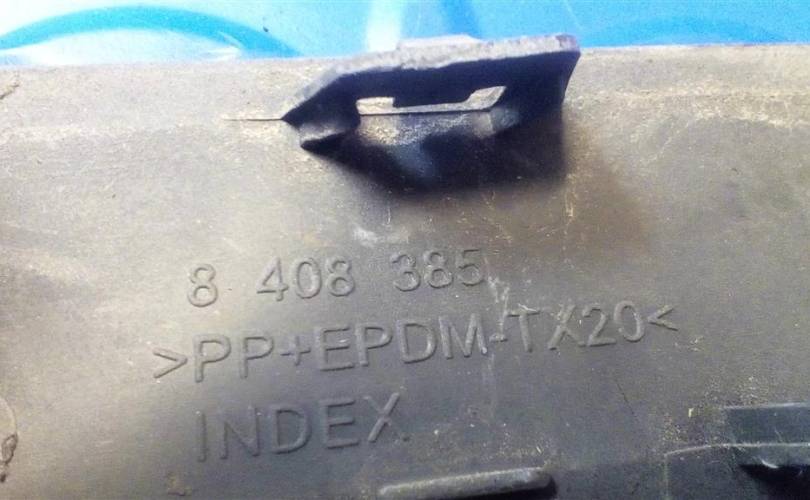 8 408 385
>PP+EPDM-TX20<
INDEX